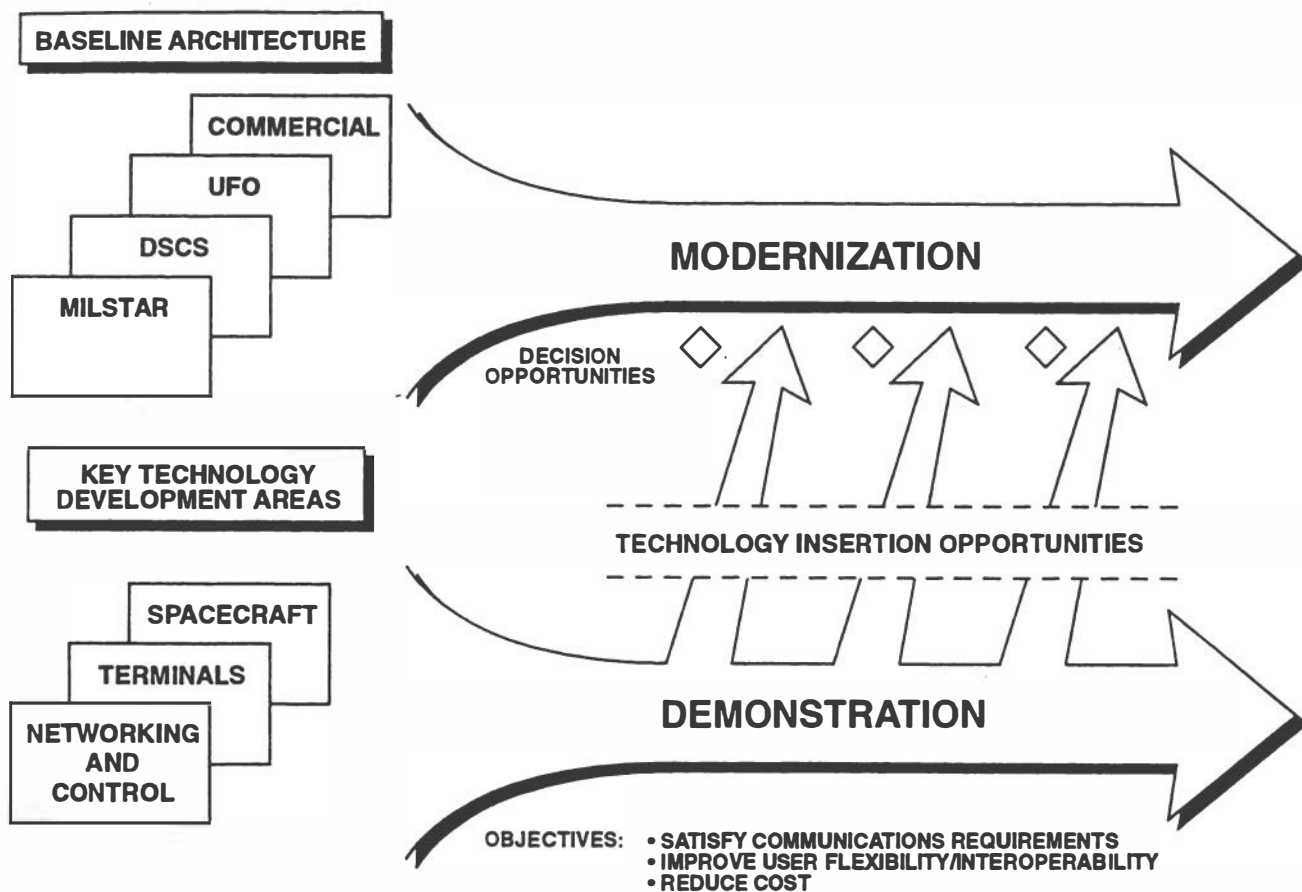 BASELINE ARCHITECTURE
COMMERCIAL
UFO
DSCS
MILSTAR
MODERNIZATION
DECISION
OPPORTUNITIES
KEY TECHNOLOGY
DEVELOPMENT AREAS
TECHNOLOGY INSERTION OPPORTUNITIES
SPACECRAFT
TERMINALS
NETWORKING
AND
CONTROL
DEMONSTRATION
OBJECTIVES: • SATISFY COMMUNICATIONS REQUIREMENTS
• IMPROVE USER FLEXIBILITY/INTEROPERABILITY
• REDUCE COST